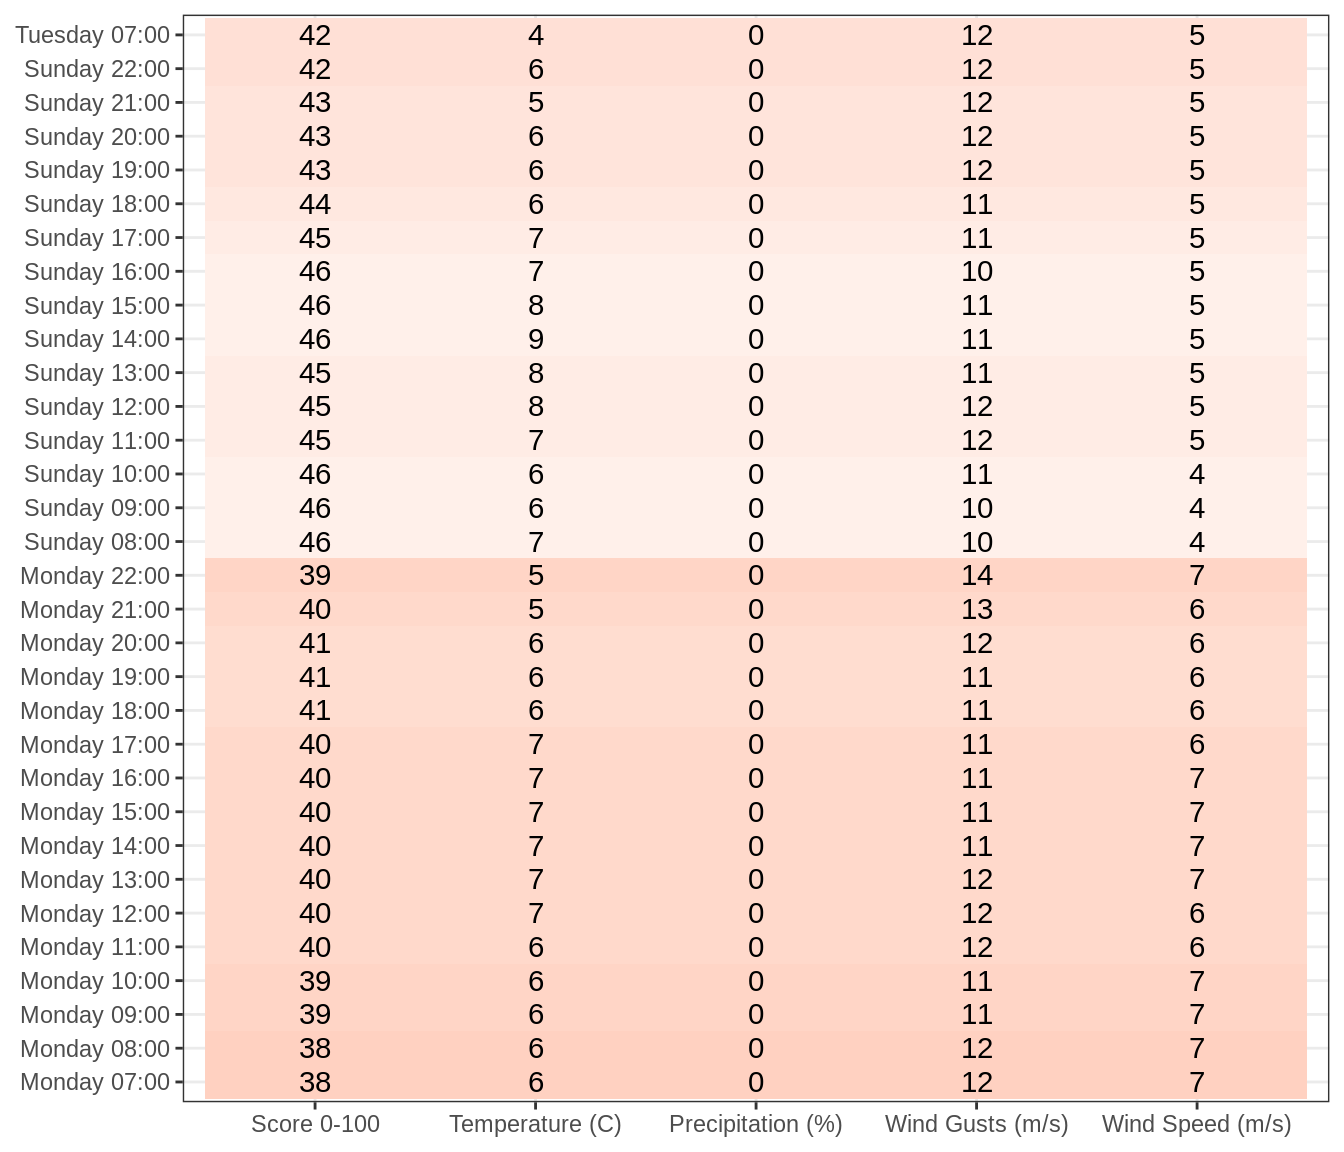 Tuesday 07:00 42 4 0 12 5
Sunday 22:00 42 6 0 12 5
Sunday 21:00 43 5 0 12 5
Sunday 20:00 43 6 0 12 5
Sunday 19:00 43 6 0 12 5
Sunday 18:00 44 6 0 11 5
Sunday 17:00 45 7 0 11 5
Sunday 16:00 46 7 0 10 5
Sunday 15:00 46 8 0 11 5
Sunday 14:00 46 9 0 11 5
Sunday 13:00 45 8 0 11 5
Sunday 12:00 45 8 0 12 5
Sunday 11:00 45 7 0 12 5
Sunday 10:00 46 6 0 11 4
Sunday 09:00 46 6 0 10 4
Sunday 08:00 46 7 0 10 4
Monday 22:00 39 5 0 14 7
Monday 21:00 40 5 0 13 6
Monday 20:00 41 6 0 12 6
Monday 19:00 41 6 0 11 6
Monday 18:00 41 6 0 11 6
Monday 17:00 40 7 0 11 6
Monday 16:00 40 7 0 11 7
Monday 15:00 40 7 0 11 7
Monday 14:00 40 7 0 11 7
Monday 13:00 40 7 0 12 7
Monday 12:00 40 7 0 12 6
Monday 11:00 40 6 0 12 6
Monday 10:00 39 6 0 11 7
Monday 09:00 39 6 0 11 7
Monday 08:00 38 6 0 12 7
Monday 07:00 38 6 0 12 7
Score 0-100 Temperature (C) Precipitation (%) Wind Gusts (m/s) Wind Speed (m/s)